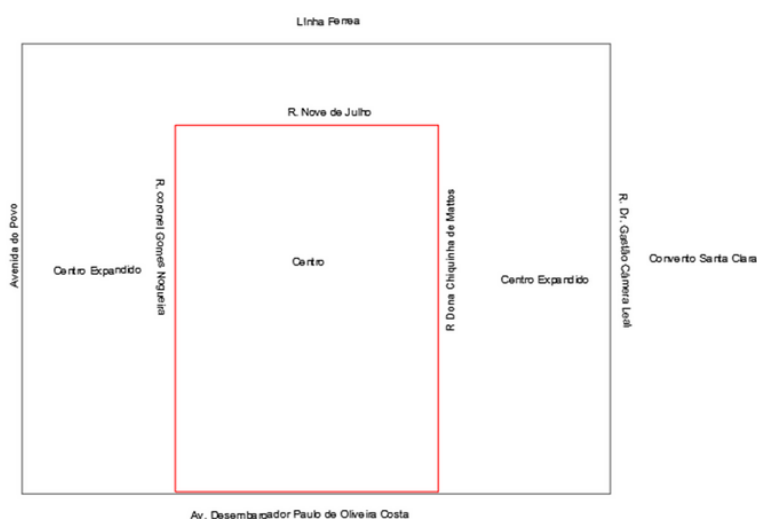 Linha Ferrea
R. Nove de Julho
Avenida do Povo
Centro Expandido
R. coronel Gomes Nogueira
Centro
R Dona Chiquinha de Mattos
Centro Expandido
R. Dr. Gastão Câmera Leal
Convento Santa Clara
Av. Desembargador Paulo de Oliveira Costa